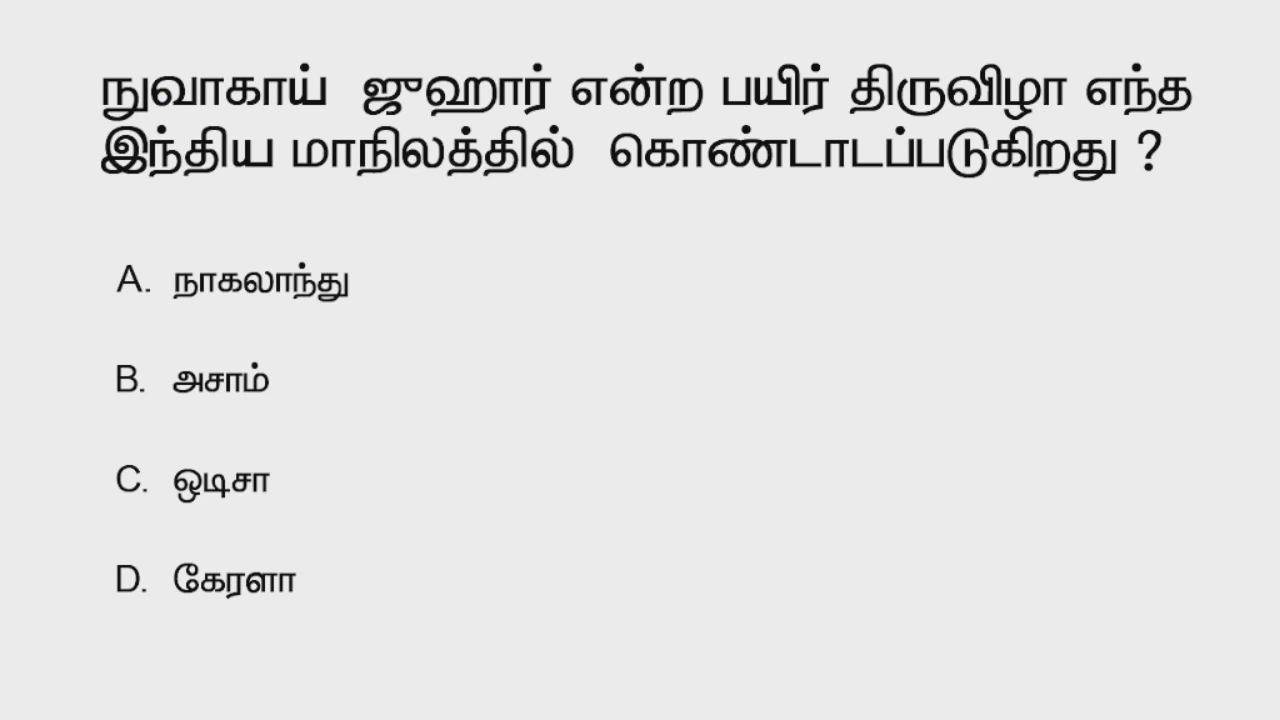 நுவாகாய் ஜுஹார் என்ற பயிர் திருவிழா எந்த
இந்திய மாநிலத்தில் கொண்டாடப்படுகிறது ?
A. நாகலாந்து
B. அசாம்
C. ஒடிசா
D. கேரளா